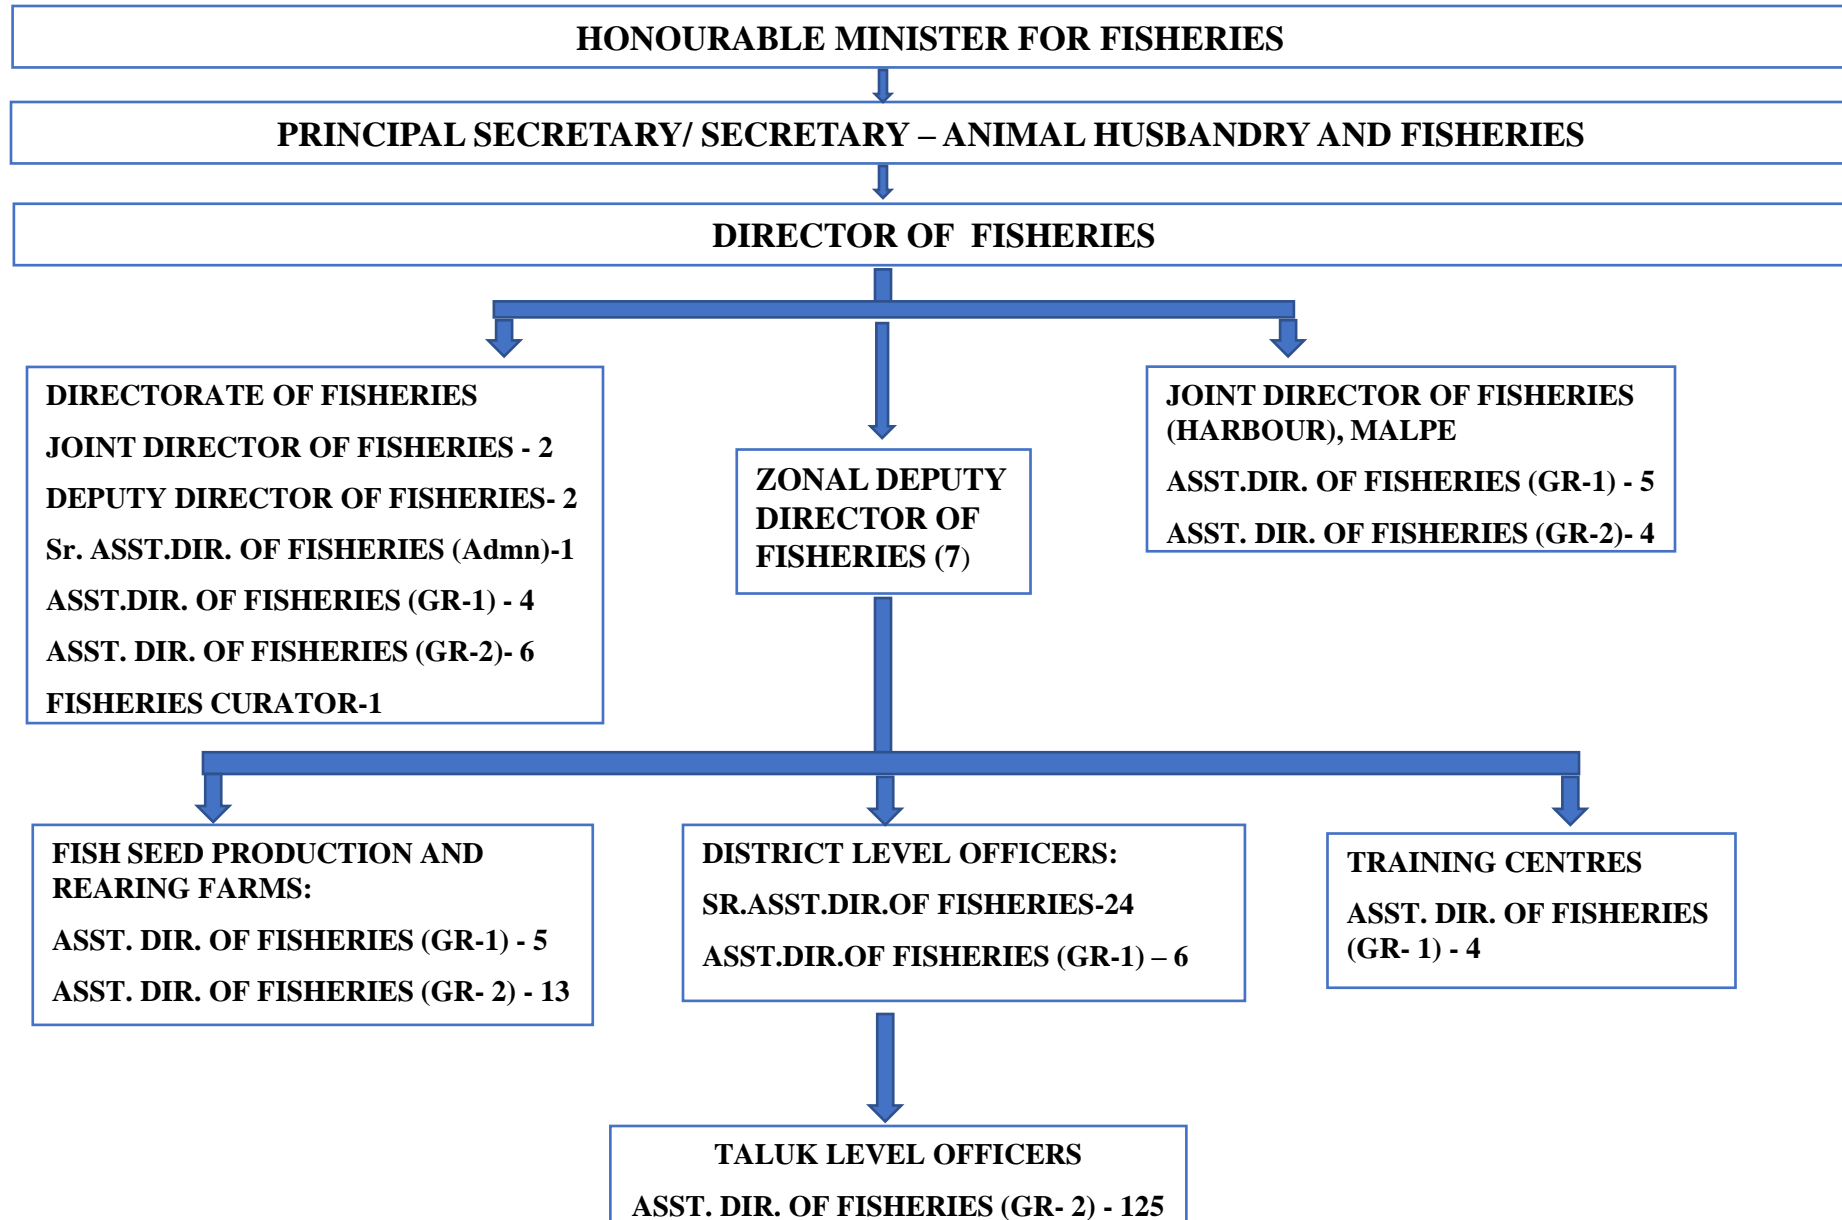 HONOURABLE MINISTER FOR FISHERIES
PRINCIPAL SECRETARY/ SECRETARY – ANIMAL HUSBANDRY AND FISHERIES
DIRECTOR OF  FISHERIES
DIRECTORATE OF FISHERIES
JOINT DIRECTOR OF FISHERIES - 2
DEPUTY DIRECTOR OF FISHERIES- 2
Sr. ASST.DIR. OF FISHERIES (Admn)-1
ASST.DIR. OF FISHERIES (GR-1) - 4
ASST. DIR. OF FISHERIES (GR-2)- 6
FISHERIES CURATOR-1
ZONAL DEPUTY
DIRECTOR OF
FISHERIES (7)
JOINT DIRECTOR OF FISHERIES
(HARBOUR), MALPE
ASST.DIR. OF FISHERIES (GR-1) - 5
ASST. DIR. OF FISHERIES (GR-2)- 4
FISH SEED PRODUCTION AND
REARING FARMS:
ASST. DIR. OF FISHERIES (GR-1) - 5
ASST. DIR. OF FISHERIES (GR- 2) - 13
DISTRICT LEVEL OFFICERS:
SR.ASST.DIR.OF FISHERIES-24
ASST.DIR.OF FISHERIES (GR-1) – 6
TRAINING CENTRES
ASST. DIR. OF FISHERIES
(GR- 1) - 4
TALUK LEVEL OFFICERS
ASST. DIR. OF FISHERIES (GR- 2) - 125